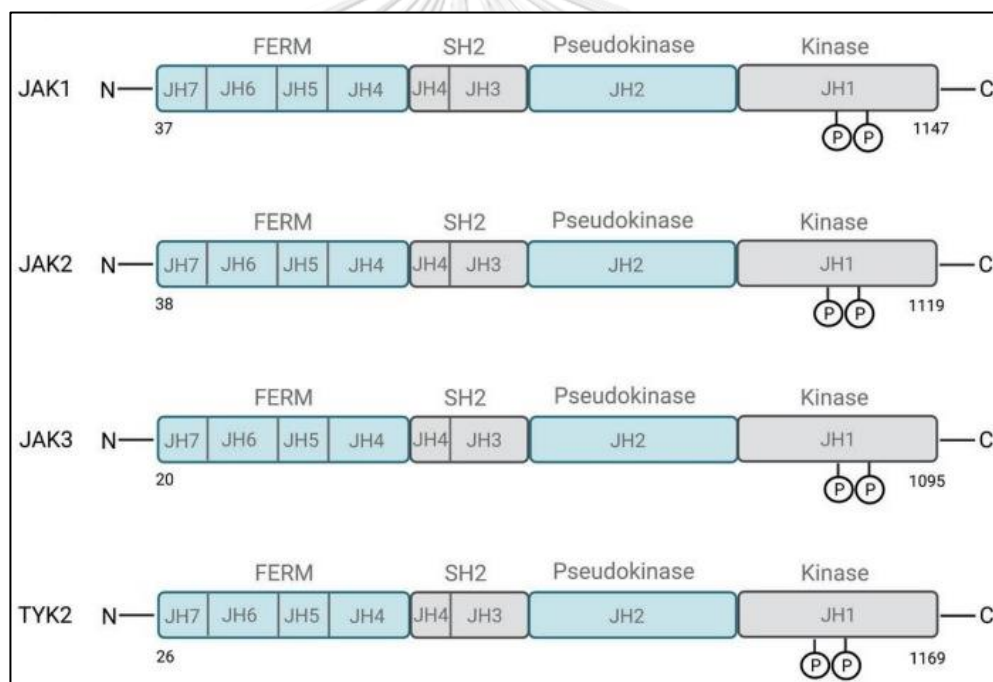 FERM SH2 Pseudokinase Kinase
JAK1 N JH7 JH6 JH5 JH4 JH4 JH3 JH2 JH1 C
37 P P 1147
FERM SH2 Pseudokinase Kinase
JAK2 N JH7 JH6 JH5 JH4 JH4 JH3 JH2 JH1 C
38 P P 1119
FERM SH2 Pseudokinase Kinase
JAK3 N JH7 JH6 JH5 JH4 JH4 JH3 JH2 JH1 C
20 P P 1095
FERM SH2 Pseudokinase Kinase
TYK2 N JH7 JH6 JH5 JH4 JH4 JH3 JH2 JH1 C
26 P P 1169